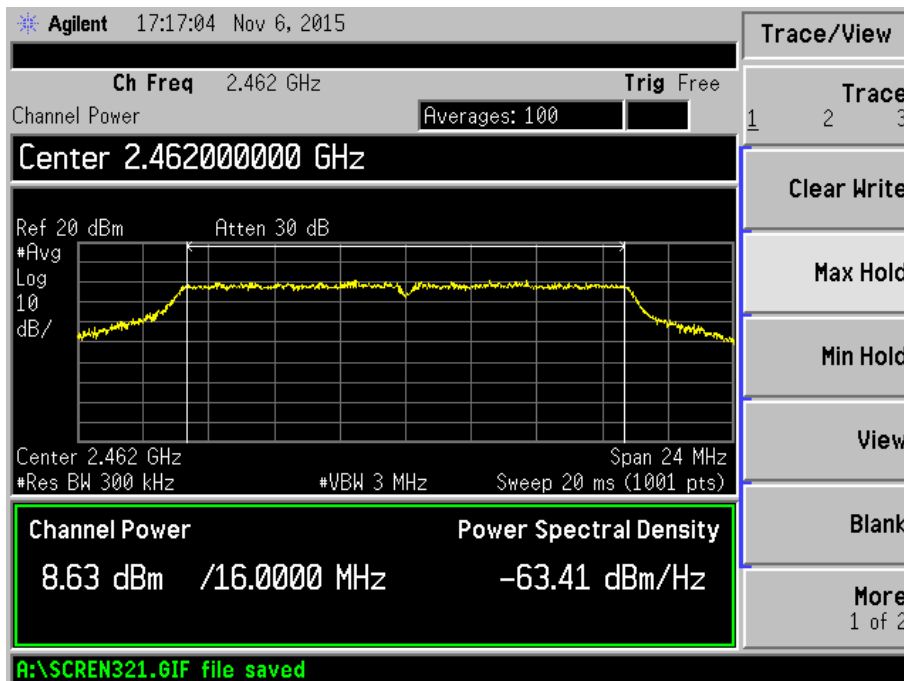 Agilent 17:17:04 Nov 6, 2015
Trace/View
Ch Freq 2.462 GHz Trig Free
Channel Power Averages: 100
Trace
1 2 3
Center 2.462000000 GHz
Clear Write
Ref 20 dBm Atten 30 dB
#Avg
Log
10
dB/
Max Hold
Min Hold
Center 2.462 GHz Span 24 MHz
#Res BW 300 kHz #VBW 3 MHz Sweep 20 ms (1001 pts)
View
Channel Power Power Spectral Density
8.63 dBm /16.0000 MHz -63.41 dBm/Hz
Blank
More
1 of 2
A:\SCREN321.GIF file saved